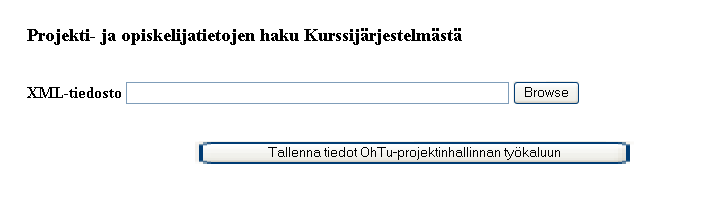 Projekti- ja opiskelijatietojen haku Kurssijärjestelmästä
XML-tiedosto Browse
Tallenna tiedot OhTu-projektinhallinnan työkaluun